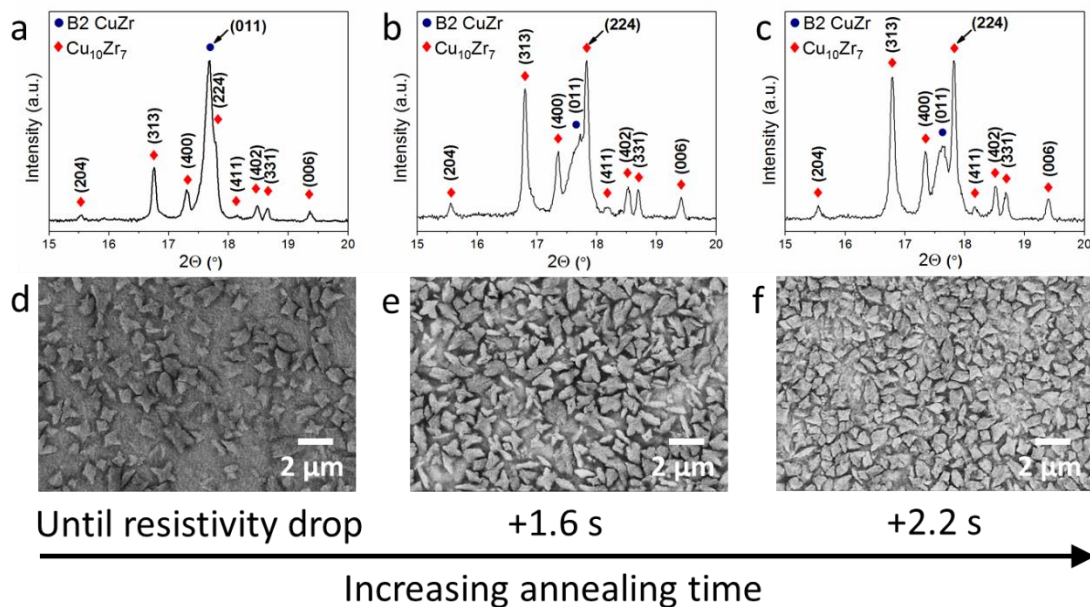 a
B2 CuZr
Cu10Zr7
(011)
(224)
(313)
(400)
(204)
(411)
(402)
(331)
(006)
Intensity (a.u.)
15 16 17 18 19 20
2Θ (°)
b
B2 CuZr
Cu10Zr7
(224)
(313)
(011)
(400)
(204)
(411)
(402)
(331)
(006)
Intensity (a.u.)
15 16 17 18 19 20
2Θ (°)
c
B2 CuZr
Cu10Zr7
(224)
(313)
(400)
(011)
(204)
(411)
(402)
(331)
(006)
Intensity (a.u.)
15 16 17 18 19 20
2Θ (°)
d
2 µm
e
2 µm
f
2 µm
Until resistivity drop
+1.6 s
+2.2 s
Increasing annealing time